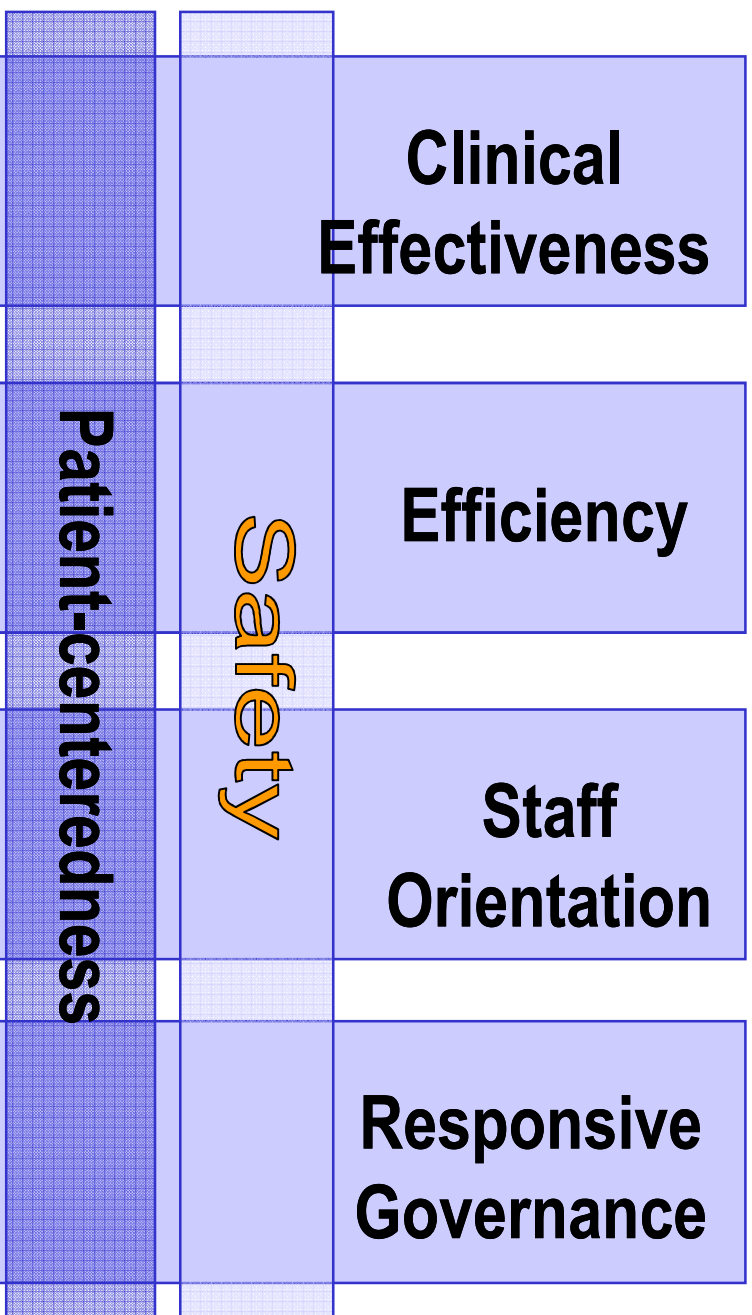 Clinical
Effectiveness
Efficiency
Staff
Orientation
Responsive
Governance
Patient-centeredness
Safety